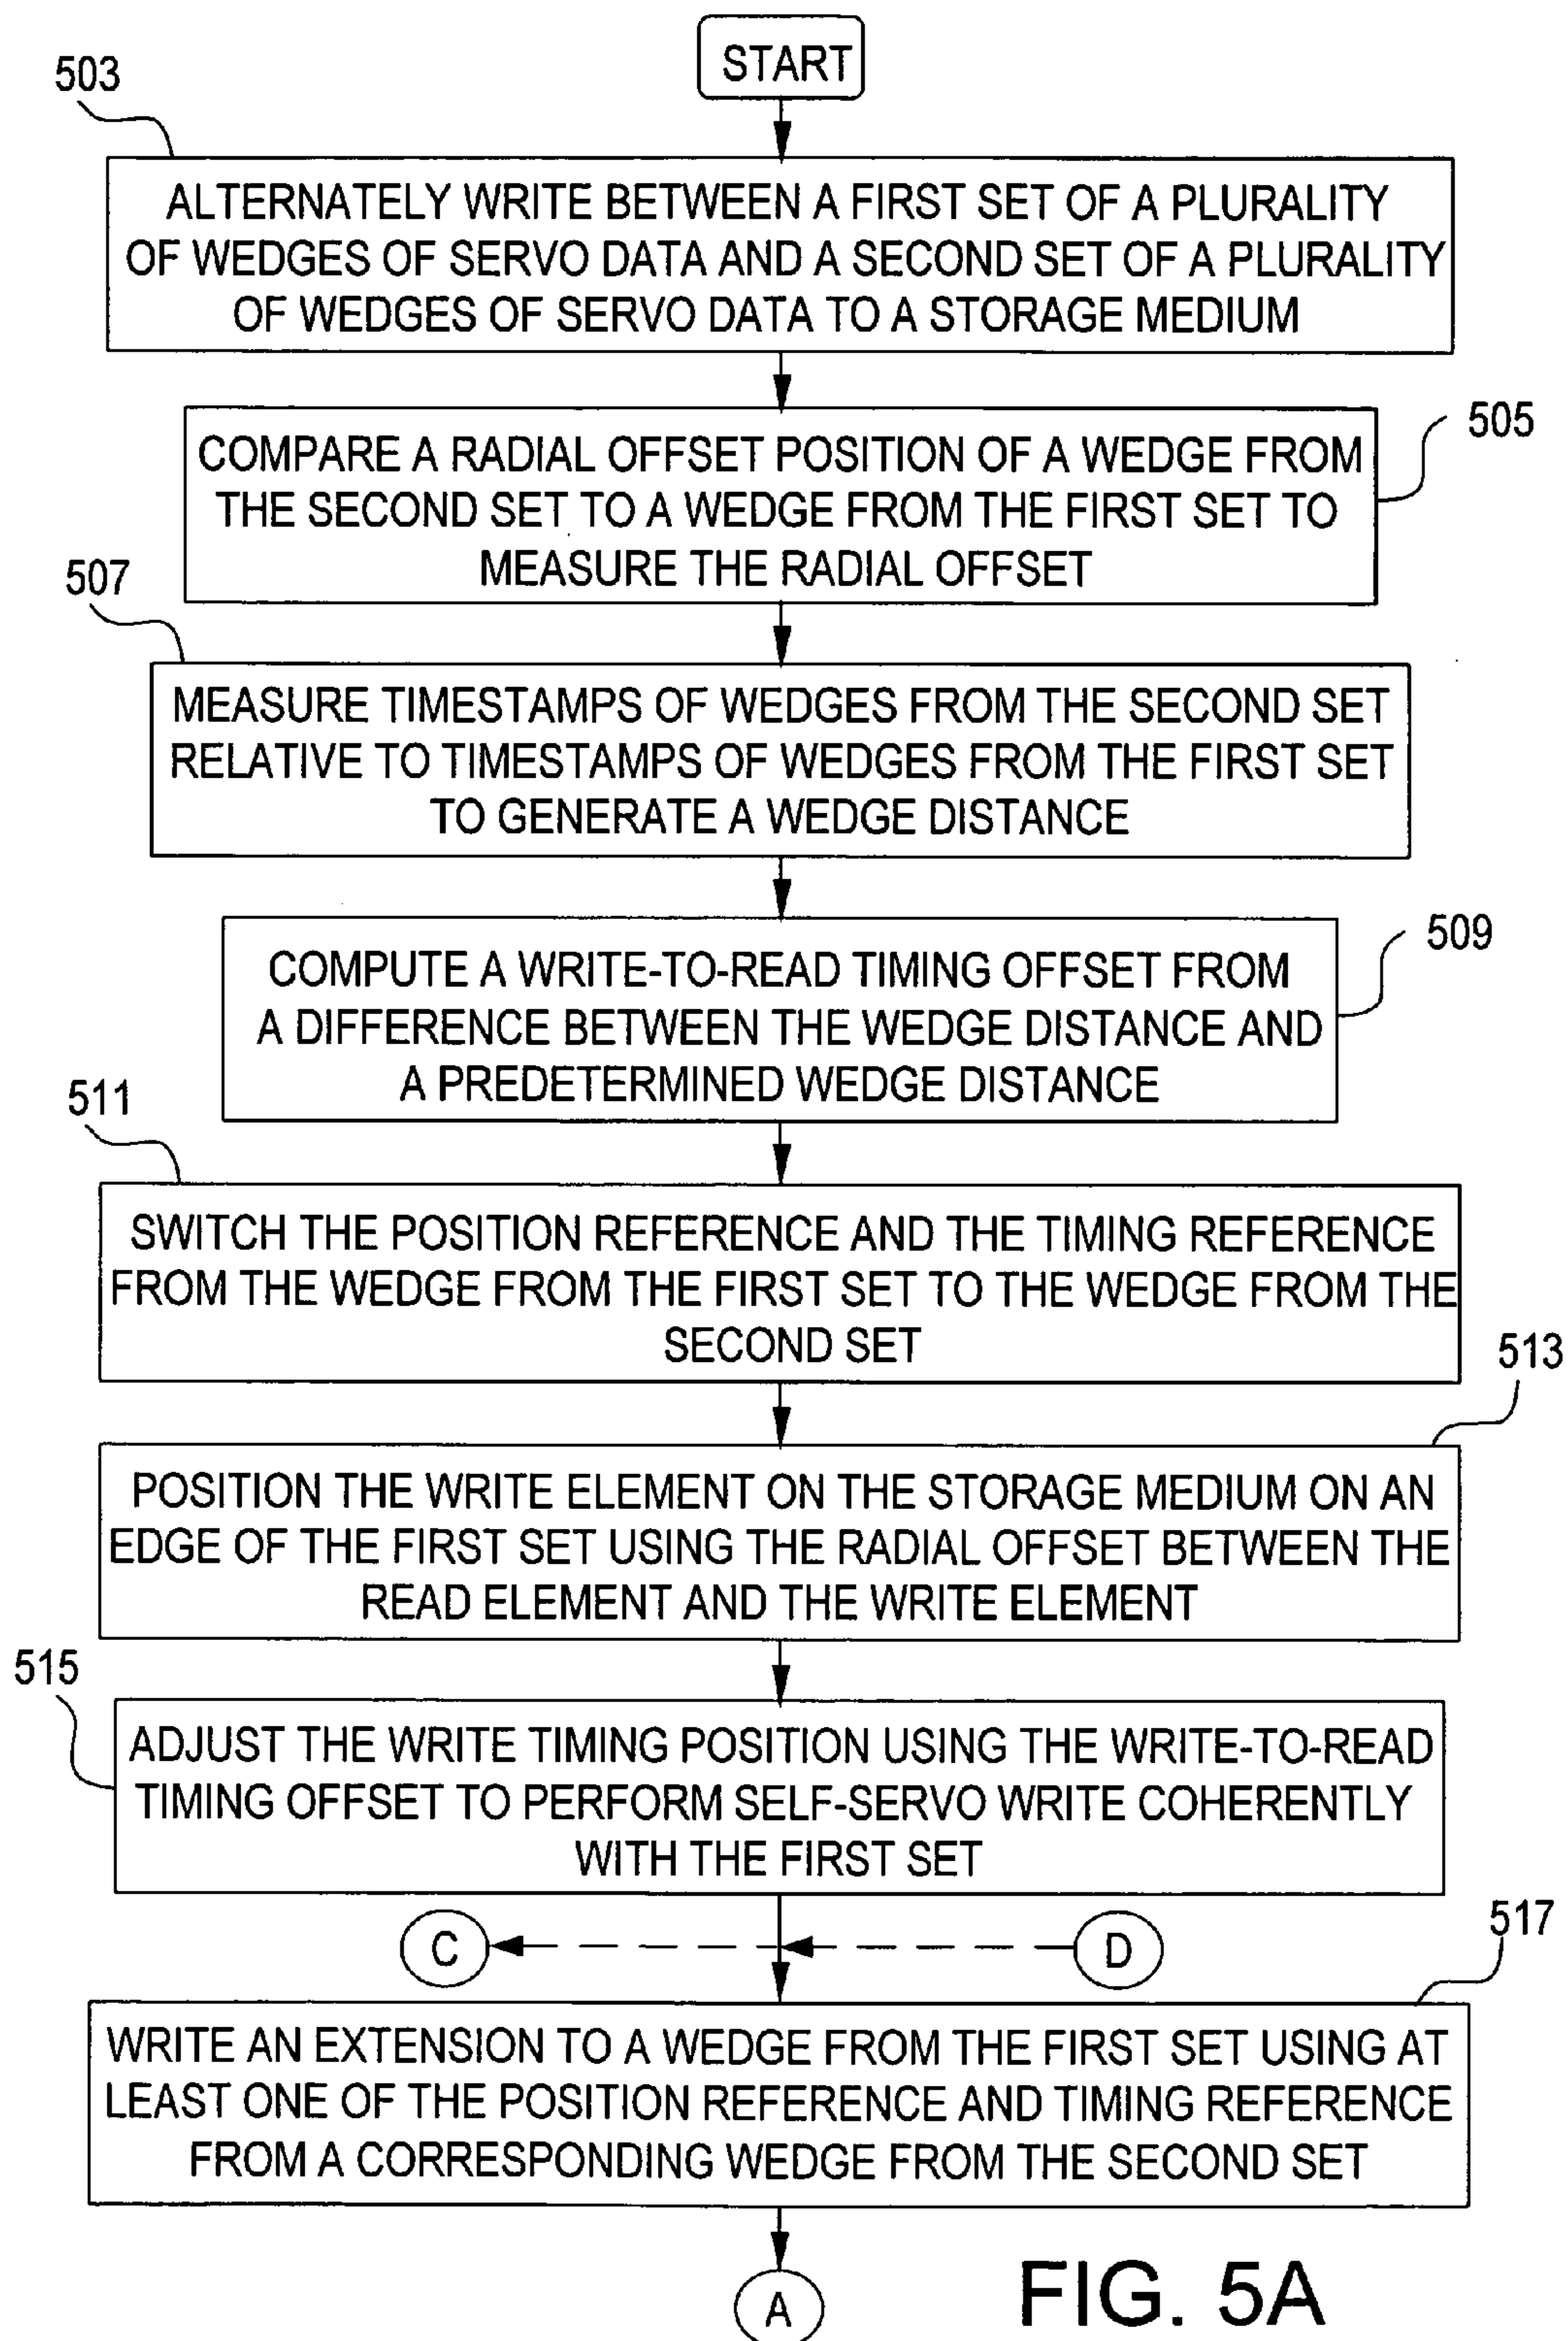 START
503
ALTERNATELY WRITE BETWEEN A FIRST SET OF A PLURALITY
OF WEDGES OF SERVO DATA AND A SECOND SET OF A PLURALITY
OF WEDGES OF SERVO DATA TO A STORAGE MEDIUM
505
COMPARE A RADIAL OFFSET POSITION OF A WEDGE FROM
THE SECOND SET TO A WEDGE FROM THE FIRST SET TO
MEASURE THE RADIAL OFFSET
507
MEASURE TIMESTAMPS OF WEDGES FROM THE SECOND SET
RELATIVE TO TIMESTAMPS OF WEDGES FROM THE FIRST SET
TO GENERATE A WEDGE DISTANCE
509
COMPUTE A WRITE-TO-READ TIMING OFFSET FROM
A DIFFERENCE BETWEEN THE WEDGE DISTANCE AND
A PREDETERMINED WEDGE DISTANCE
511
SWITCH THE POSITION REFERENCE AND THE TIMING REFERENCE
FROM THE WEDGE FROM THE FIRST SET TO THE WEDGE FROM THE
SECOND SET
513
POSITION THE WRITE ELEMENT ON THE STORAGE MEDIUM ON AN
EDGE OF THE FIRST SET USING THE RADIAL OFFSET BETWEEN THE
READ ELEMENT AND THE WRITE ELEMENT
515
ADJUST THE WRITE TIMING POSITION USING THE WRITE-TO-READ
TIMING OFFSET TO PERFORM SELF-SERVO WRITE COHERENTLY
WITH THE FIRST SET
C
D
517
WRITE AN EXTENSION TO A WEDGE FROM THE FIRST SET USING AT
LEAST ONE OF THE POSITION REFERENCE AND TIMING REFERENCE
FROM A CORRESPONDING WEDGE FROM THE SECOND SET
A
FIG. 5A